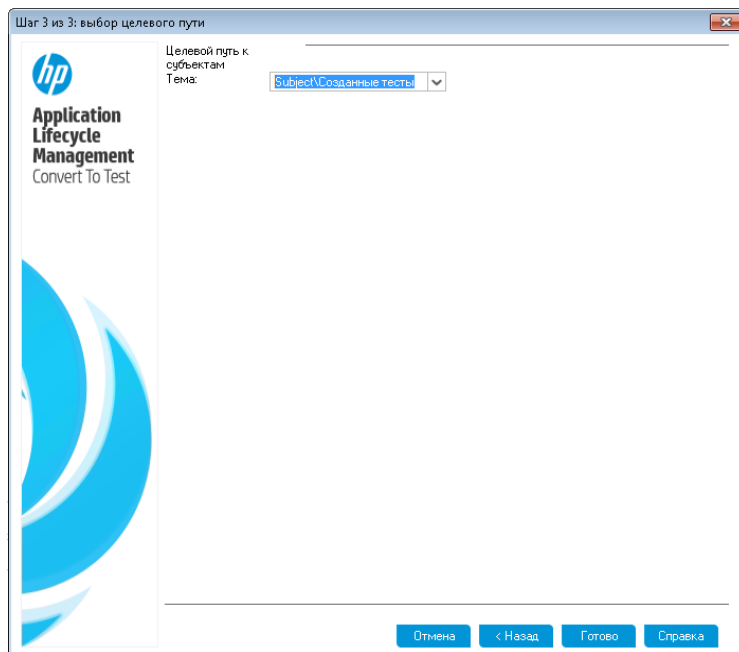 Шаг 3 из 3: выбор целевого пути
hp
Application
Lifecycle
Management
Convert To Test
Целевой путь к
субъектам
Тема:
Subject\Созданные тесты
Отмена
< Назад
Готово
Справка